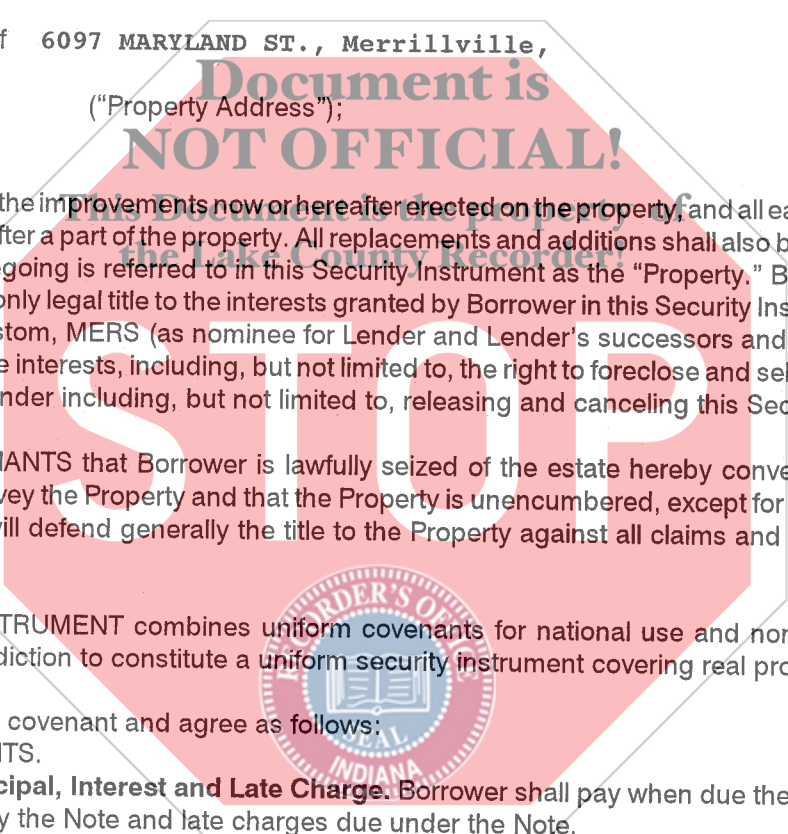 f 6097 MARYLAND ST., Merrillville,
Document is
("Property Address");
NOT OFFICIAL!
the improvements now or hereafter erected on the property, and all ea
This Document is the property of
fter a part of the property. All replacements and additions shall also b
the Lake County Recorder!
going is referred to in this Security Instrument as the “Property.” B
only legal title to the interests granted by Borrower in this Security Ins
stom, MERS (as nominee for Lender and Lender’s successors and
e interests, including, but not limited to, the right to foreclose and sel
nder including, but not limited to, releasing and canceling this Sec
STOP
IANTS that Borrower is lawfully seized of the estate hereby conve
vey the Property and that the Property is unencumbered, except for
vill defend generally the title to the Property against all claims and
RECORDER'S OFFICE
TRUMENT combines uniform covenants for national use and non
diction to constitute a uniform security instrument covering real pro
covenant and agree as follows:
SEAL
ITS.
INDIANA
cipal, Interest and Late Charge. Borrower shall pay when due the
y the Note and late charges due under the Note.